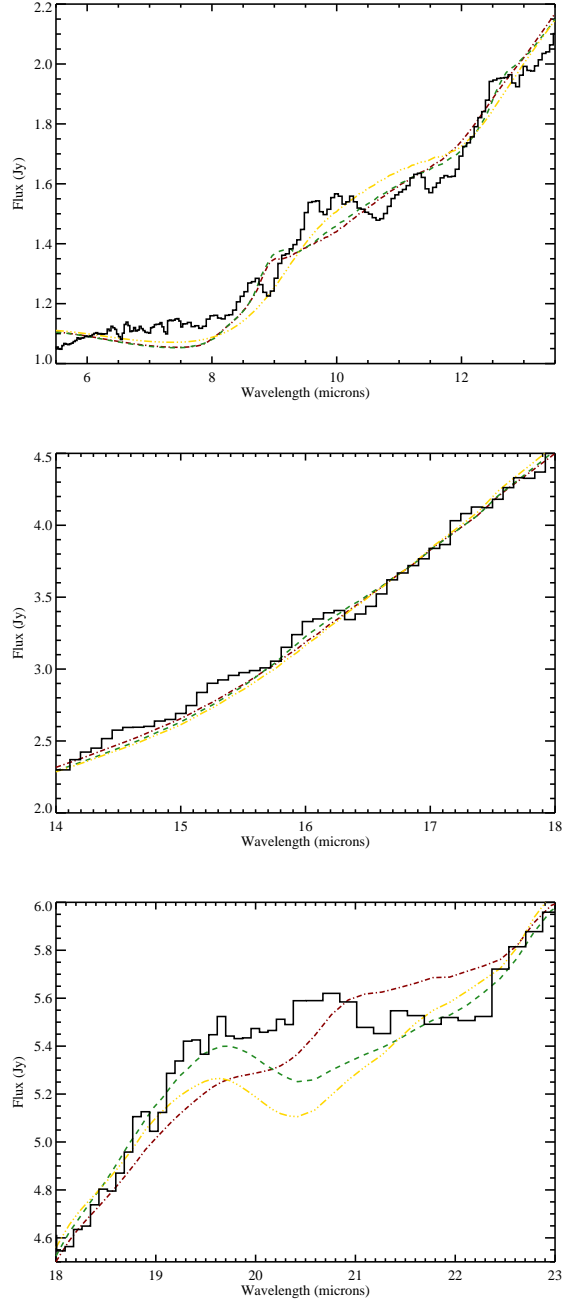 2.2
2.0
1.8
1.6
1.4
1.2
1.0
Flux (Jy)
6 8 10 12
Wavelength (microns)
4.5
4.0
3.5
3.0
2.5
2.0
Flux (Jy)
14 15 16 17 18
Wavelength (microns)
6.0
5.8
5.6
5.4
5.2
5.0
4.8
4.6
Flux (Jy)
18 19 20 21 22 23
Wavelength (microns)